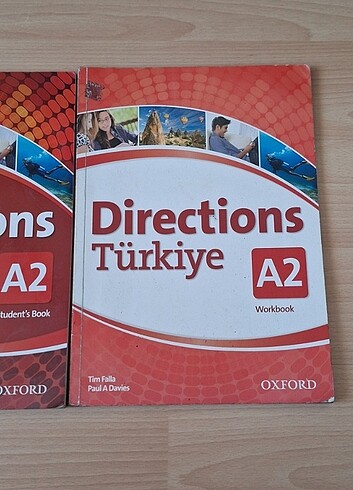 ons
A2
tudent's Book
OXFORD
Directions
Türkiye
A2
Workbook
Tim Falla
Paul A Davies
OXFORD